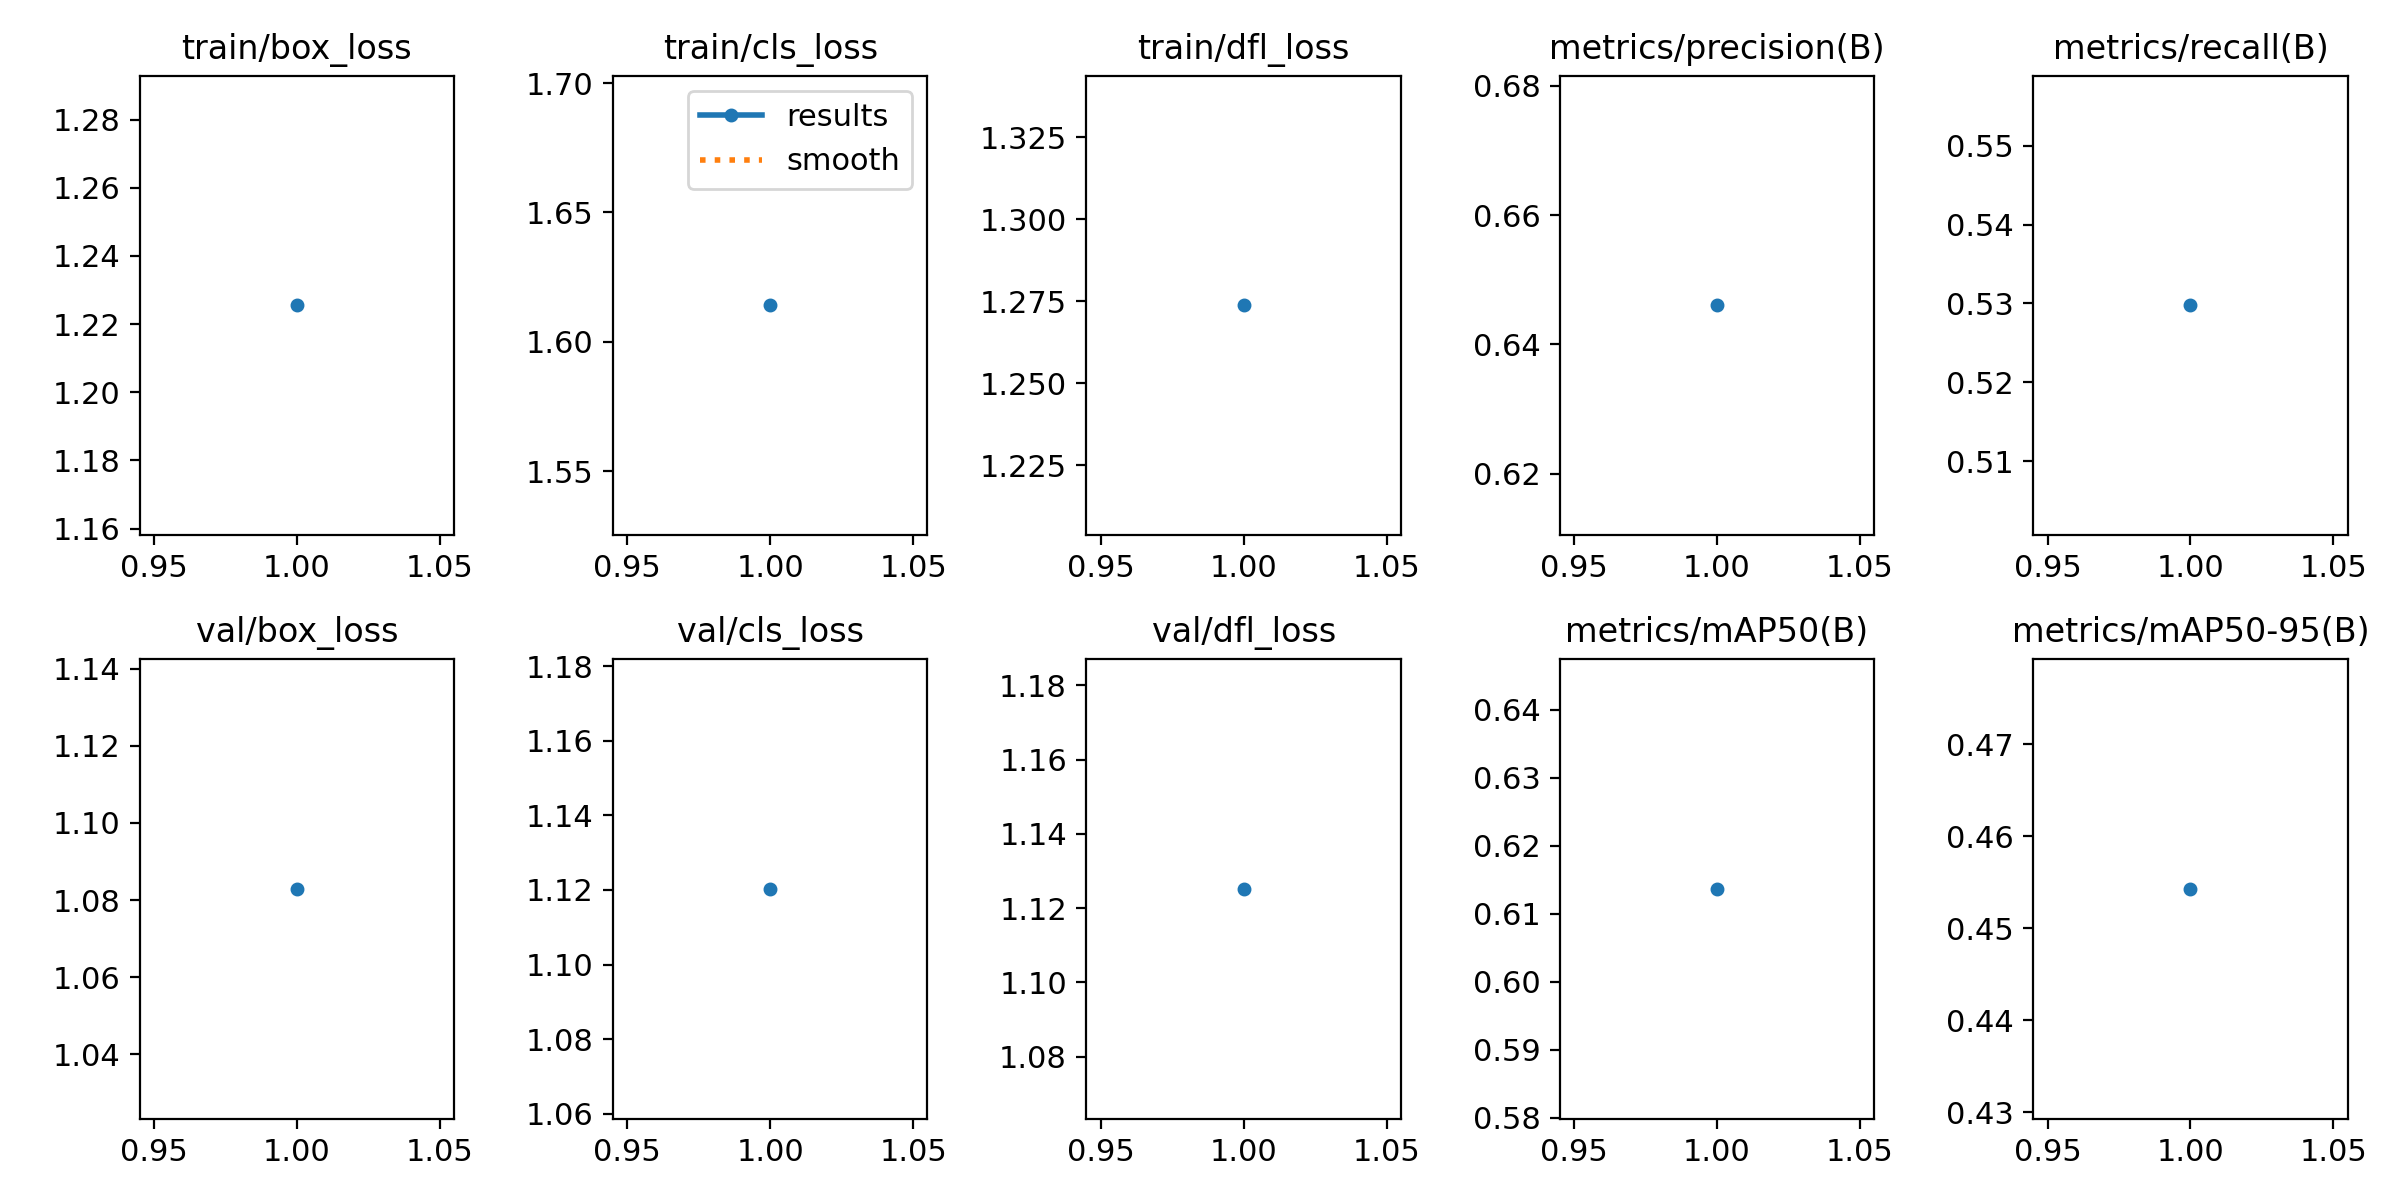 train/box_loss
1.28
1.26
1.24
1.22
1.20
1.18
1.16
0.95 1.00 1.05
train/cls_loss
results
smooth
1.70
1.65
1.60
1.55
0.95 1.00 1.05
train/dfl_loss
1.325
1.300
1.275
1.250
1.225
0.95 1.00 1.05
metrics/precision(B)
0.68
0.66
0.64
0.62
0.95 1.00 1.05
metrics/recall(B)
0.55
0.54
0.53
0.52
0.51
0.95 1.00 1.05
val/box_loss
1.14
1.12
1.10
1.08
1.06
1.04
0.95 1.00 1.05
val/cls_loss
1.18
1.16
1.14
1.12
1.10
1.08
1.06
0.95 1.00 1.05
val/dfl_loss
1.18
1.16
1.14
1.12
1.10
1.08
0.95 1.00 1.05
metrics/mAP50(B)
0.64
0.63
0.62
0.61
0.60
0.59
0.58
0.95 1.00 1.05
metrics/mAP50-95(B)
0.47
0.46
0.45
0.44
0.43
0.95 1.00 1.05